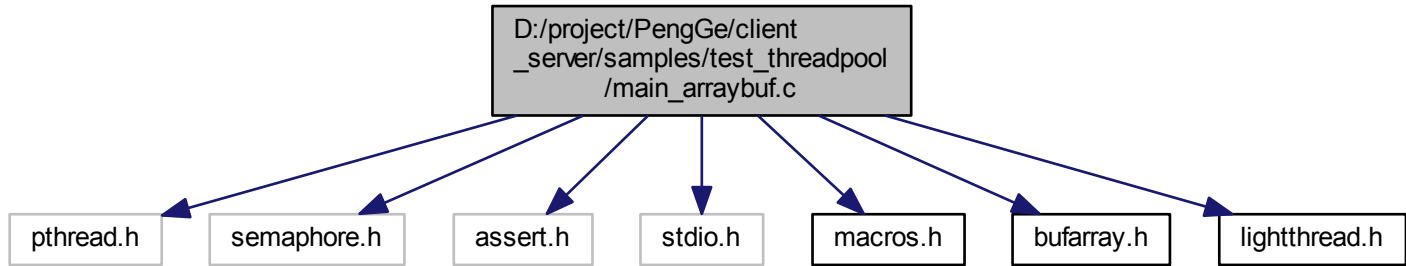 D:/project/PengGe/client
_server/samples/test_threadpool
/main_arraybuf.c
pthread.h
semaphore.h
assert.h
stdio.h
macros.h
bufarray.h
lightthread.h